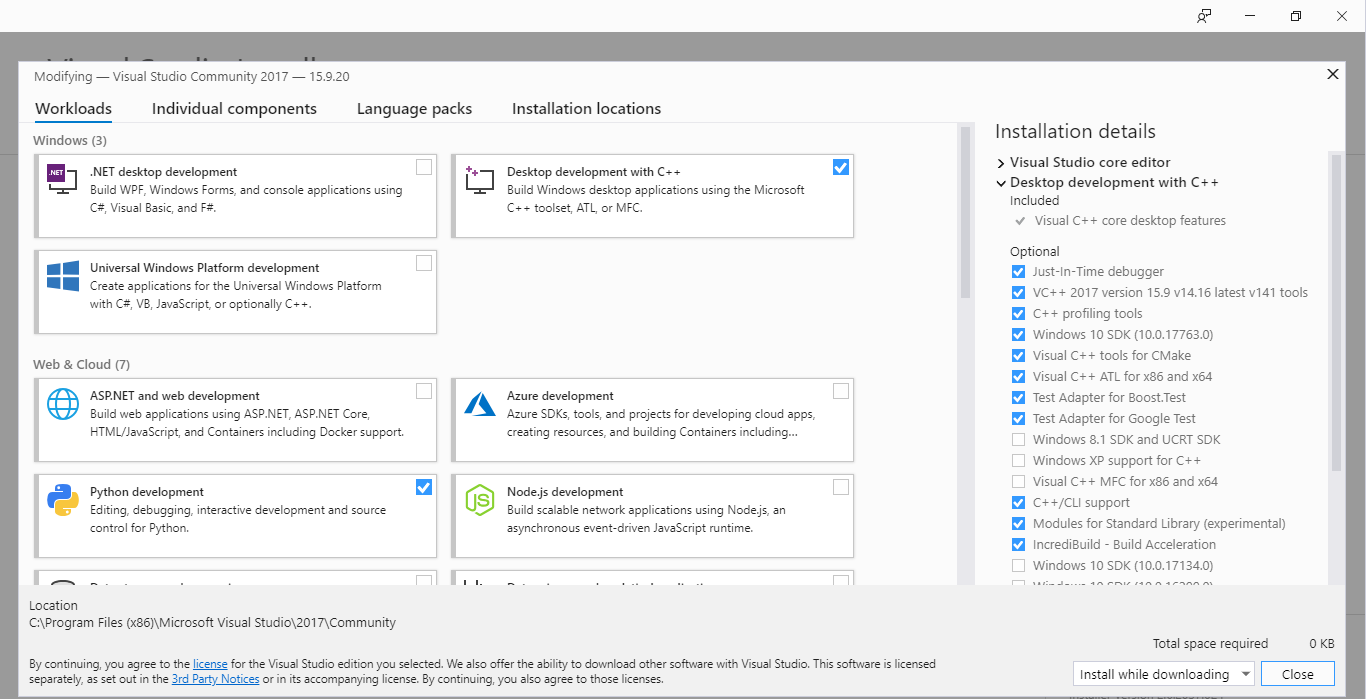 Modifying — Visual Studio Community 2017 — 15.9.20
Workloads
Individual components
Language packs
Installation locations
Windows (3)
.NET
.NET desktop development
Build WPF, Windows Forms, and console applications using
C#, Visual Basic, and F#.
Desktop development with C++
Build Windows desktop applications using the Microsoft
C++ toolset, ATL, or MFC.
Universal Windows Platform development
Create applications for the Universal Windows Platform
with C#, VB, JavaScript, or optionally C++.
Web & Cloud (7)
ASP.NET and web development
Build web applications using ASP.NET, ASP.NET Core,
HTML/JavaScript, and Containers including Docker support.
Azure development
Azure SDKs, tools, and projects for developing cloud apps,
creating resources, and building Containers including...
Python development
Editing, debugging, interactive development and source
control for Python.
JS
Node.js development
Build scalable network applications using Node.js, an
asynchronous event-driven JavaScript runtime.
Installation details
Visual Studio core editor
Desktop development with C++
Included
Visual C++ core desktop features
Optional
Just-In-Time debugger
VC++ 2017 version 15.9 v14.16 latest v141 tools
C++ profiling tools
Windows 10 SDK (10.0.17763.0)
Visual C++ tools for CMake
Visual C++ ATL for x86 and x64
Test Adapter for Boost.Test
Test Adapter for Google Test
Windows 8.1 SDK and UCRT SDK
Windows XP support for C++
Visual C++ MFC for x86 and x64
C++/CLI support
Modules for Standard Library (experimental)
IncrediBuild - Build Acceleration
Windows 10 SDK (10.0.17134.0)
Windows 10 SDK (10.0.16299.0)
Location
C:\Program Files (x86)\Microsoft Visual Studio\2017\Community
By continuing, you agree to the license for the Visual Studio edition you selected. We also offer the ability to download other software with Visual Studio. This software is licensed
separately, as set out in the 3rd Party Notices or in its accompanying license. By continuing, you also agree to those licenses.
Total space required 0 KB
Install while downloading
Close